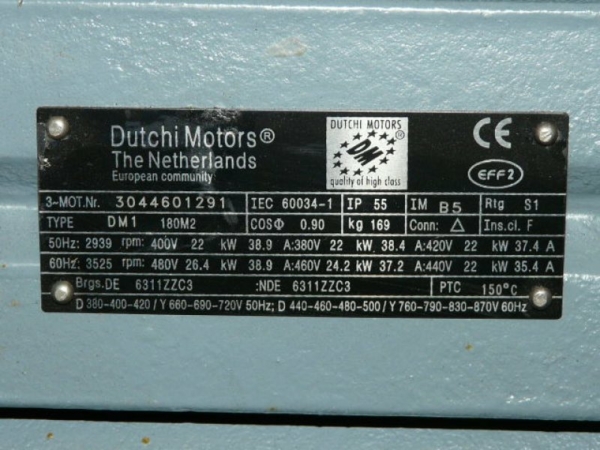 Dutchi Motors®
The Netherlands
European community
DUTCHI MOTORS
DM
®
quality of high class
CE
EFF2
3~MOT.Nr. 3044601291 IEC 60034-1 IP 55 IM B5 Rtg S1
TYPE DM1 180M2 COSΦ 0.90 kg 169 Conn: △ Ins.cl. F
50Hz: 2939 rpm: 400V 22 kW 38.9 A:380V 22 kW 38.4 A:420V 22 kW 37.4 A
60Hz: 3525 rpm: 480V 26.4 kW 38.9 A:460V 24.2 kW 37.2 A:440V 22 kW 35.4 A
Brgs.DE 6311ZZC3 :NDE 6311ZZC3 PTC 150°C
D 380-400-420/Y 660-690-720V 50Hz; D 440-460-480-500/Y 760-790-830-870V 60Hz